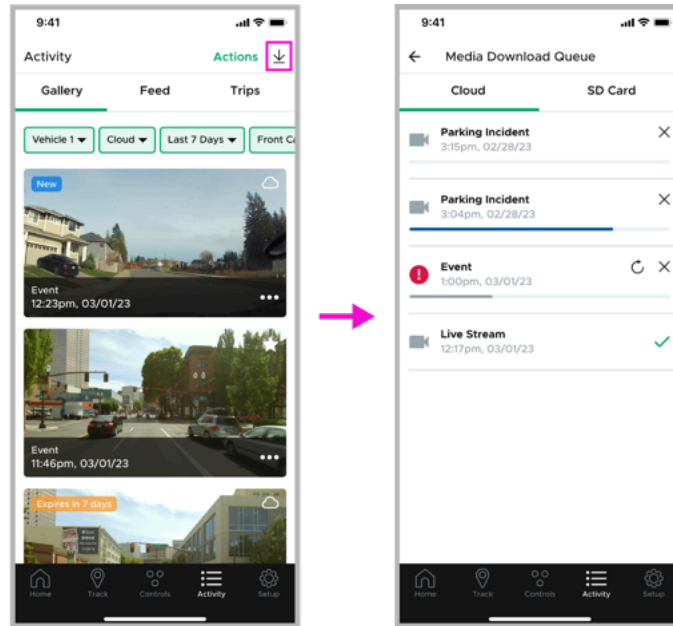 9:41
Activity
Actions
Gallery Feed Trips
Vehicle 1 Cloud Last 7 Days Front Ca
New
Event
12:23pm, 03/01/23
Event
11:46pm, 03/01/23
Expires in 7 days
Home Track Controls Activity Setup
9:41
Media Download Queue
Cloud SD Card
Parking Incident
3:15pm, 02/28/23
Parking Incident
3:04pm, 02/28/23
Event
1:00pm, 03/01/23
Live Stream
12:17pm, 03/01/23
Home Track Controls Activity Setup